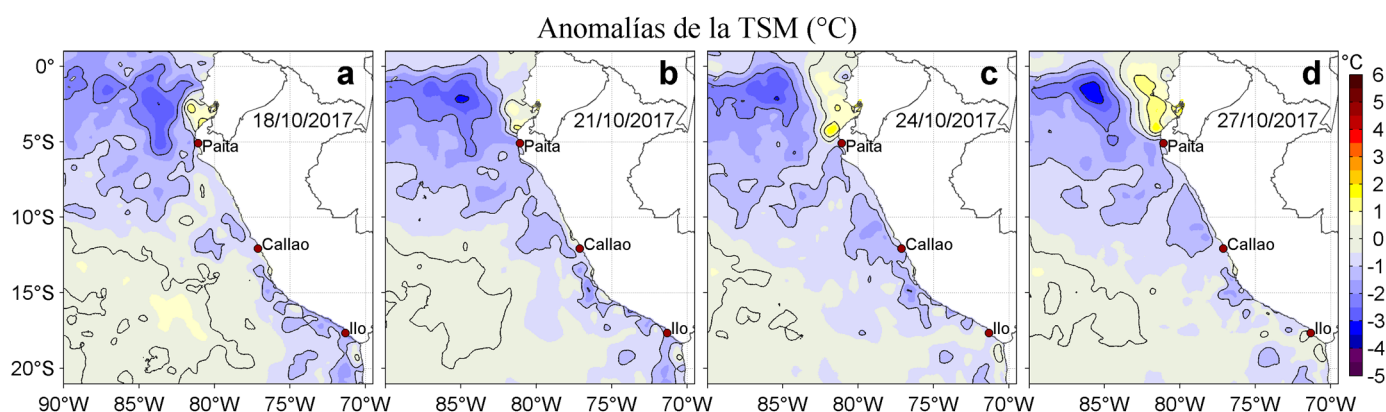 Anomalías de la TSM (°C)
a
18/10/2017
Paita
Callao
Ilo
b
21/10/2017
Paita
Callao
Ilo
c
24/10/2017
Paita
Callao
Ilo
d
27/10/2017
Paita
Callao
Ilo
0°
5°S
10°S
15°S
20°S
90°W 85°W 80°W 75°W 70°W
85°W 80°W 75°W 70°W
85°W 80°W 75°W 70°W
85°W 80°W 75°W 70°W
°C
6
5
4
3
2
1
0
-1
-2
-3
-4
-5